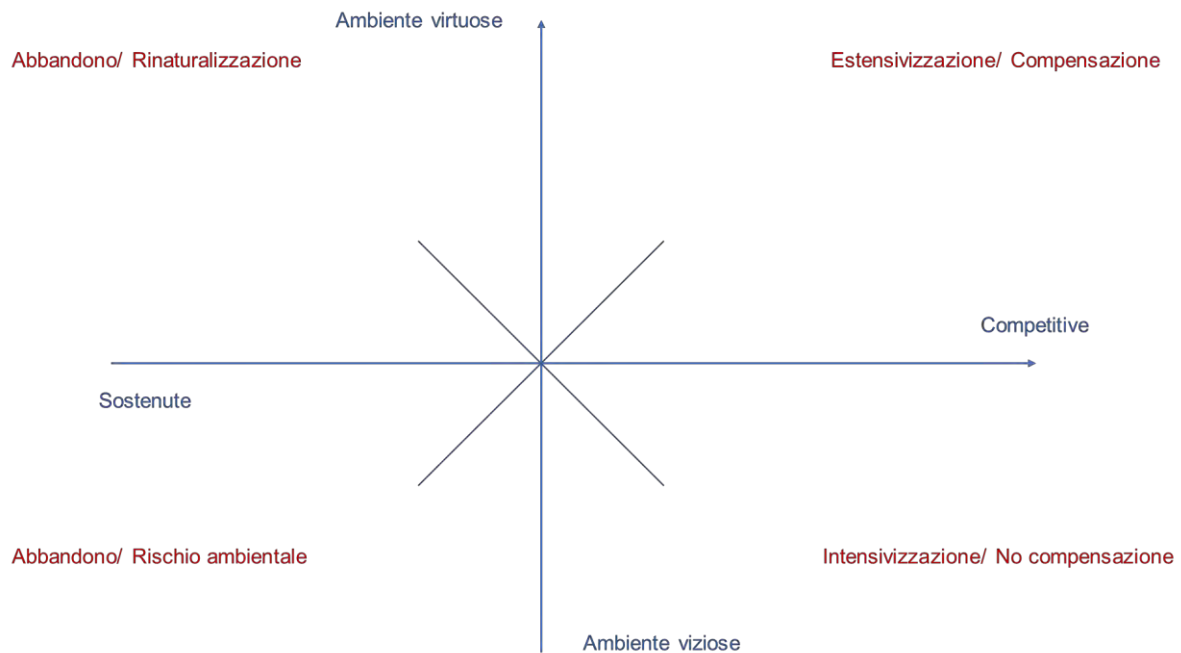 Ambiente virtuose
Abbandono/ Rinaturalizzazione
Estensivizzazione/ Compensazione
Competitive
Sostenute
Abbandono/ Rischio ambientale
Intensivizzazione/ No compensazione
Ambiente viziose